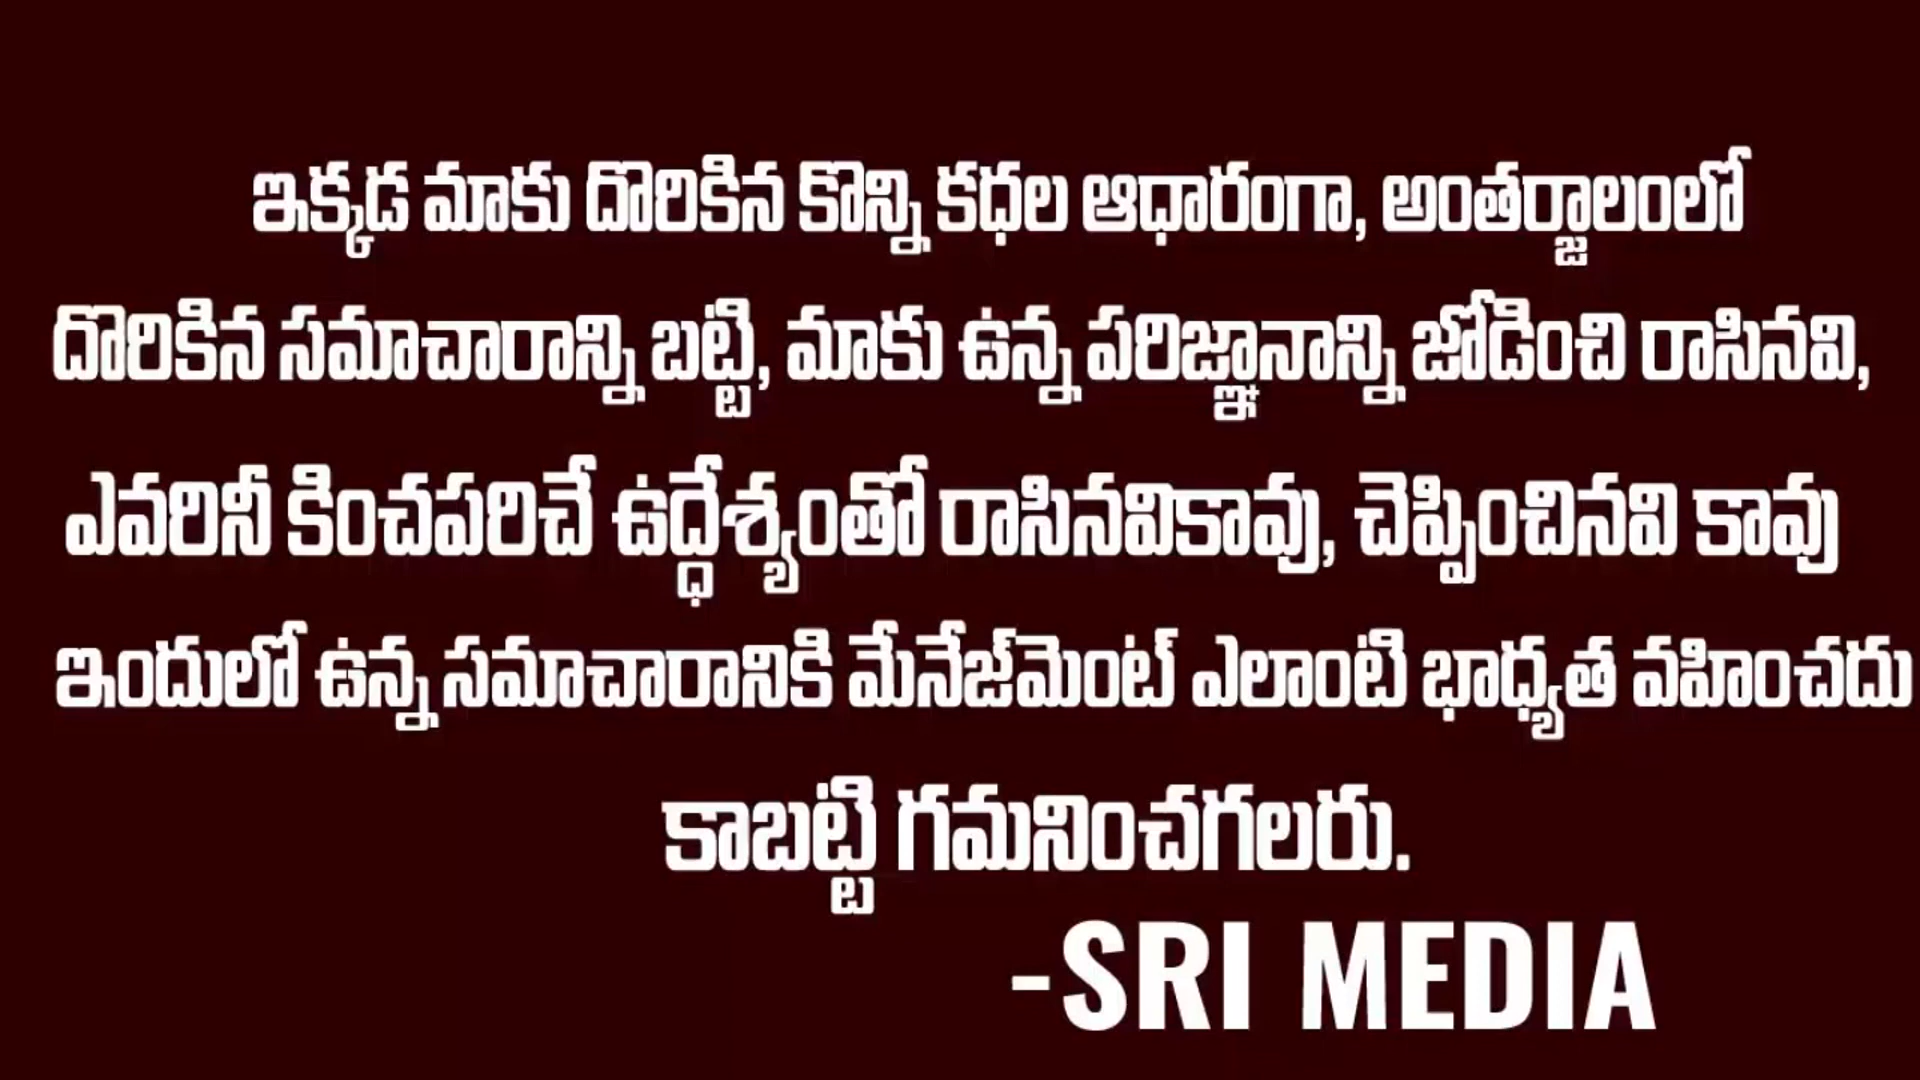 ఇక్కడ మాకు దొరికిన కొన్ని కధల ఆధారంగా, అంతర్జాలంలో
దొరికిన సమాచారాన్ని బట్టి, మాకు ఉన్న పరిజ్ఞానాన్ని జోడించి రాసినవి,
ఎవరినీ కించపరిచే ఉద్ధేశ్యంతో రాసినవికావు, చెప్పించినవి కావు
ఇందులో ఉన్న సమాచారానికి మేనేజ్‌మెంట్ ఎలాంటి భాధ్యత వహించదు
కాబట్టి గమనించగలరు.
-SRI MEDIA